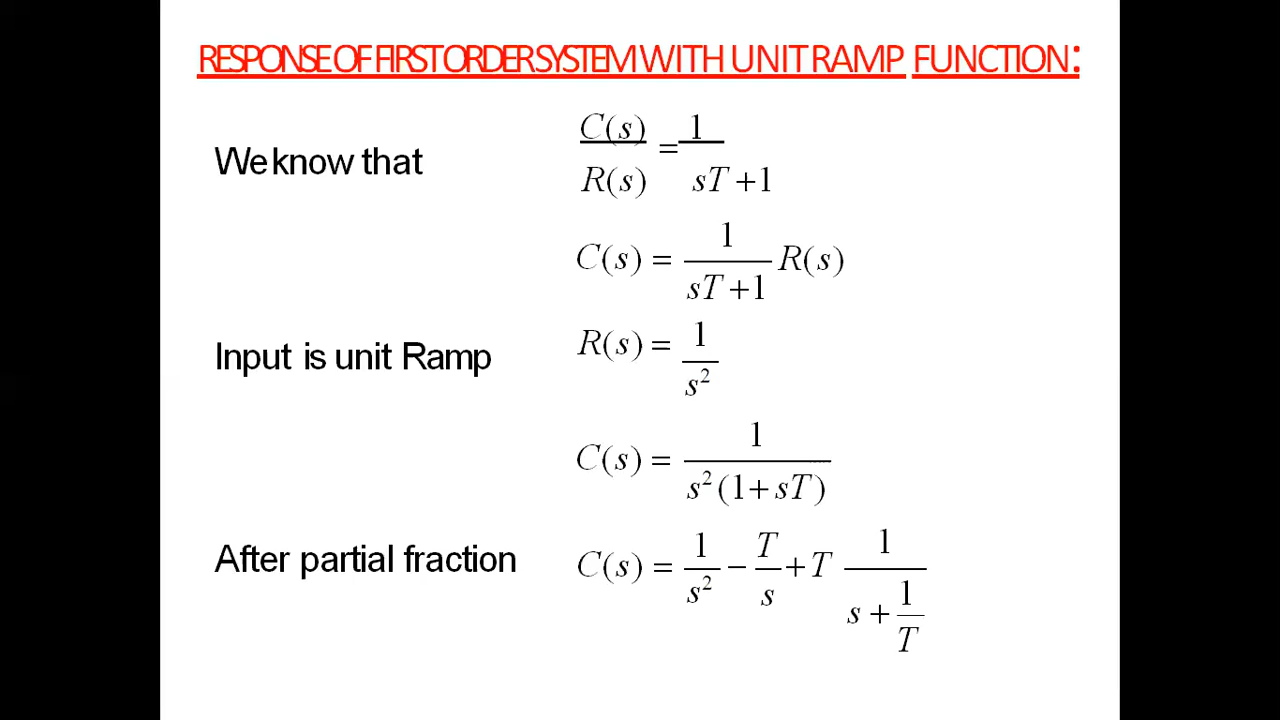 RESPONSE OF FIRST ORDER SYSTEM WITH UNIT RAMP FUNCTION:
We know that C(s)/R(s) = 1/(sT + 1)
C(s) = 1/(sT + 1) R(s)
Input is unit Ramp R(s) = 1/s²
C(s) = 1/(s²(1 + sT))
After partial fraction C(s) = 1/s² − T/s + T 1/(s + 1/T)